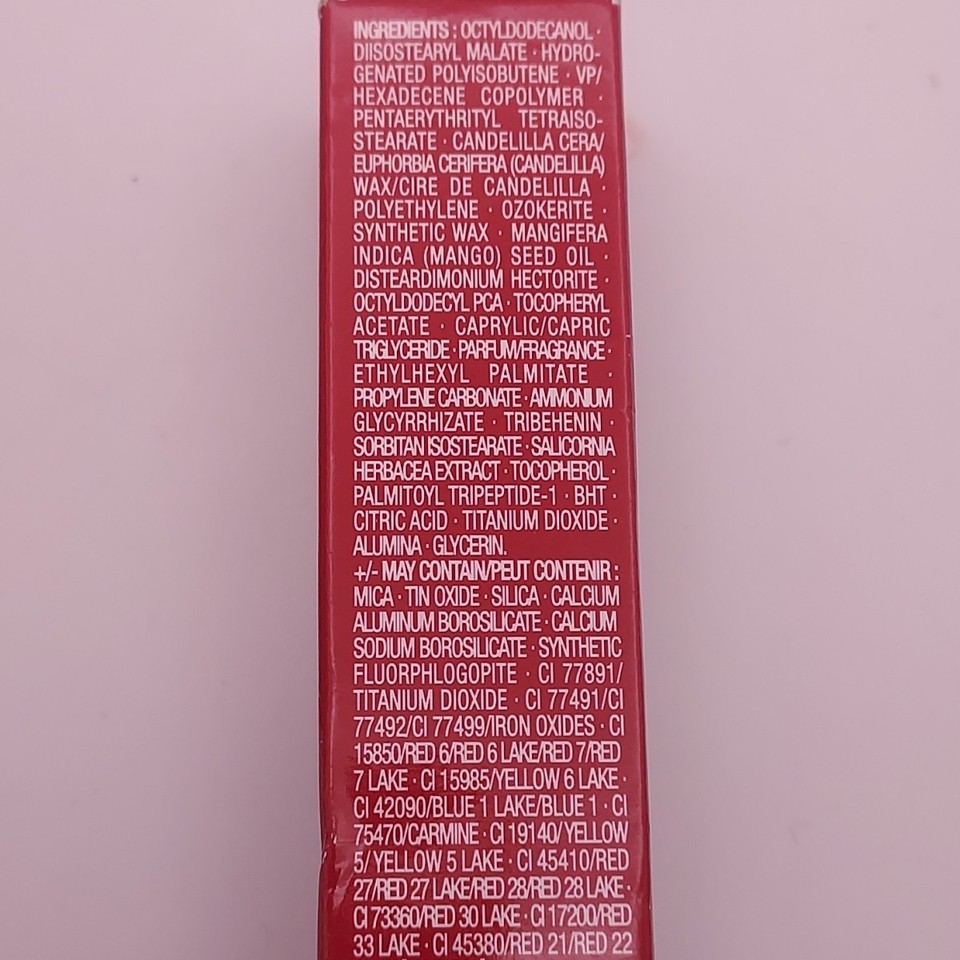 INGREDIENTS : OCTYLDODECANOL ·
DIISOSTEARYL MALATE · HYDRO-
GENATED POLYISOBUTENE · VP/
HEXADECENE COPOLYMER ·
PENTAERYTHRITYL TETRAISO-
STEARATE · CANDELILLA CERA/
EUPHORBIA CERIFERA (CANDELILLA)
WAX/CIRE DE CANDELILLA ·
POLYETHYLENE · OZOKERITE ·
SYNTHETIC WAX · MANGIFERA
INDICA (MANGO) SEED OIL ·
DISTEARDIMONIUM HECTORITE ·
OCTYLDODECYL PCA · TOCOPHERYL
ACETATE · CAPRYLIC/CAPRIC
TRIGLYCERIDE · PARFUM/FRAGRANCE ·
ETHYLHEXYL PALMITATE ·
PROPYLENE CARBONATE · AMMONIUM
GLYCYRRHIZATE · TRIBEHENIN ·
SORBITAN ISOSTEARATE · SALICORNIA
HERBACEA EXTRACT · TOCOPHEROL ·
PALMITOYL TRIPEPTIDE-1 · BHT ·
CITRIC ACID · TITANIUM DIOXIDE ·
ALUMINA · GLYCERIN.
+/- MAY CONTAIN/PEUT CONTENIR :
MICA · TIN OXIDE · SILICA · CALCIUM
ALUMINUM BOROSILICATE · CALCIUM
SODIUM BOROSILICATE · SYNTHETIC
FLUORPHLOGOPITE · CI 77891/
TITANIUM DIOXIDE · CI 77491/CI
77492/CI 77499/IRON OXIDES · CI
15850/RED 6/RED 6 LAKE/RED 7/RED
7 LAKE · CI 15985/YELLOW 6 LAKE ·
CI 42090/BLUE 1 LAKE/BLUE 1 · CI
75470/CARMINE · CI 19140/ YELLOW
5/ YELLOW 5 LAKE · CI 45410/RED
27/RED 27 LAKE/RED 28/RED 28 LAKE ·
CI 73360/RED 30 LAKE · CI 17200/RED
33 LAKE · CI 45380/RED 21/RED 22